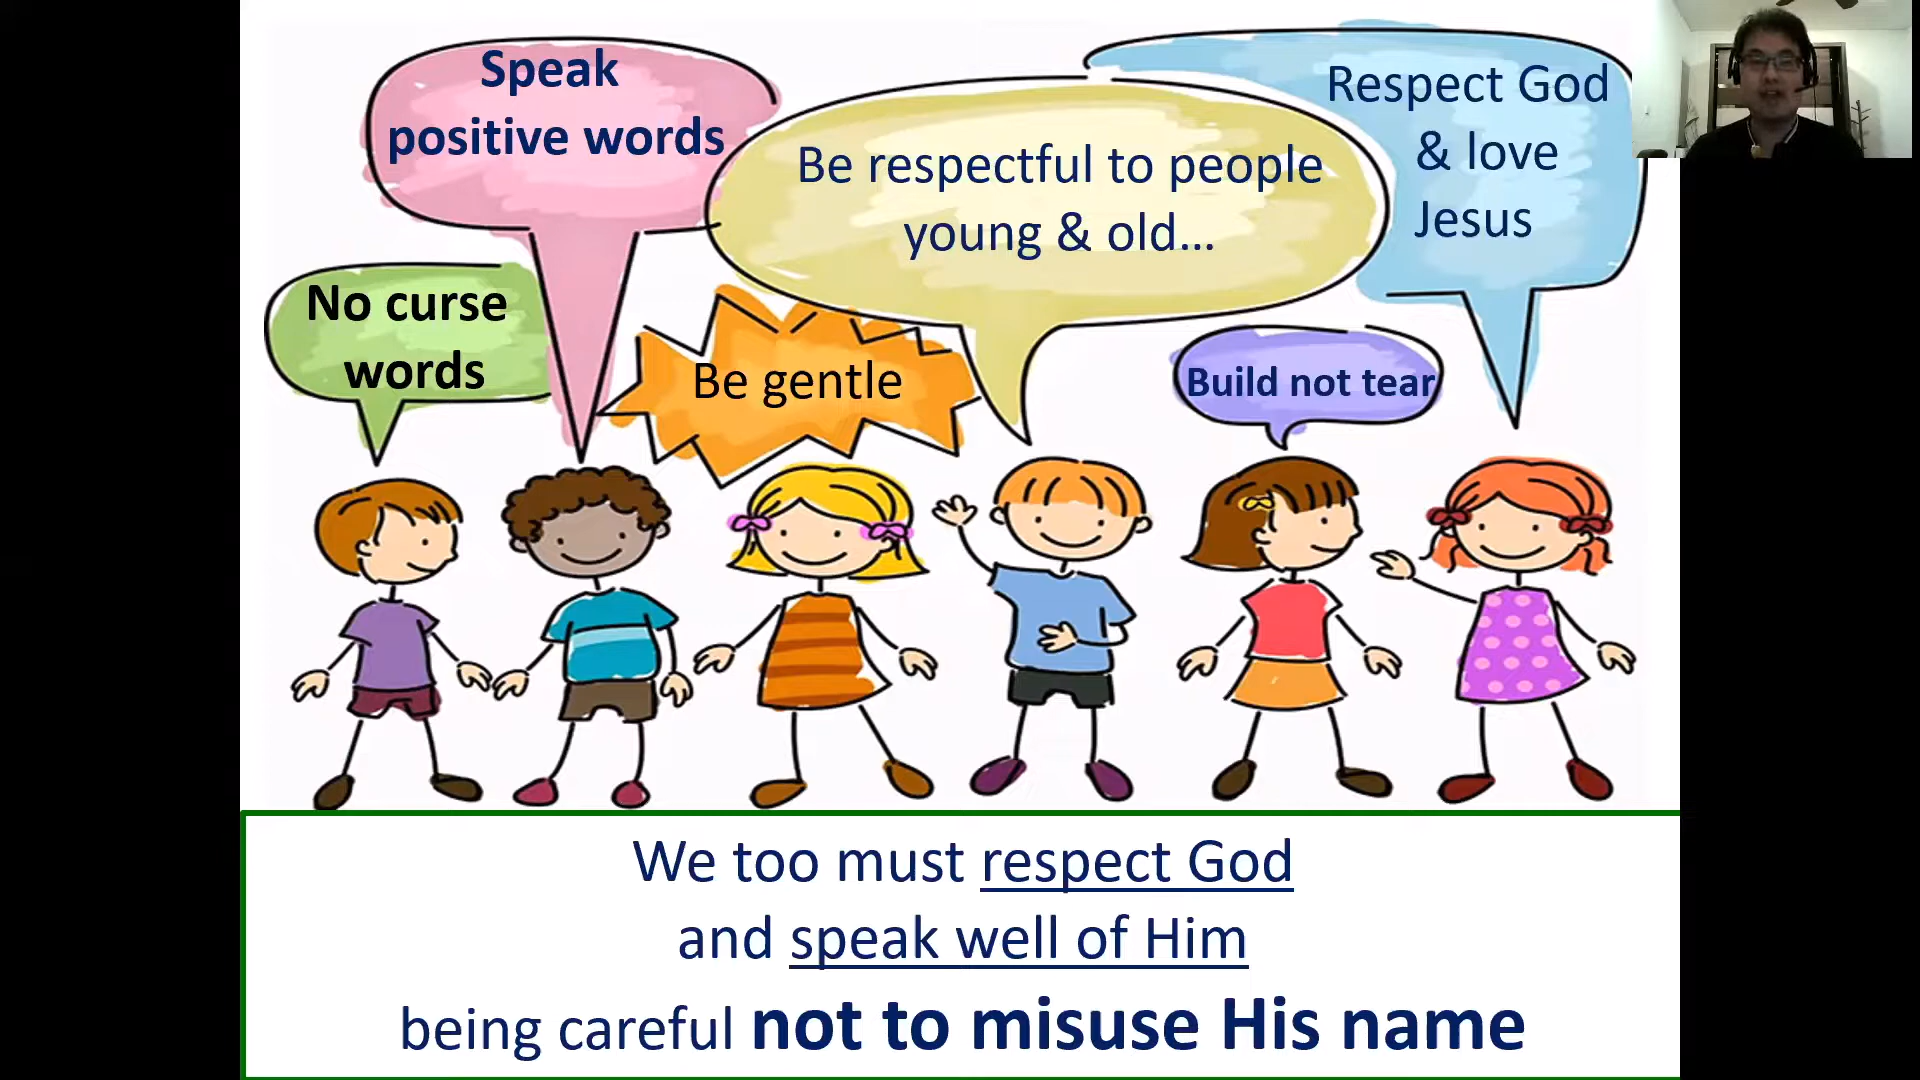 Speak
positive words
Be respectful to people
young & old...
Respect God
& love
Jesus
No curse
words
Be gentle
Build not tear
We too must respect God
and speak well of Him
being careful not to misuse His name